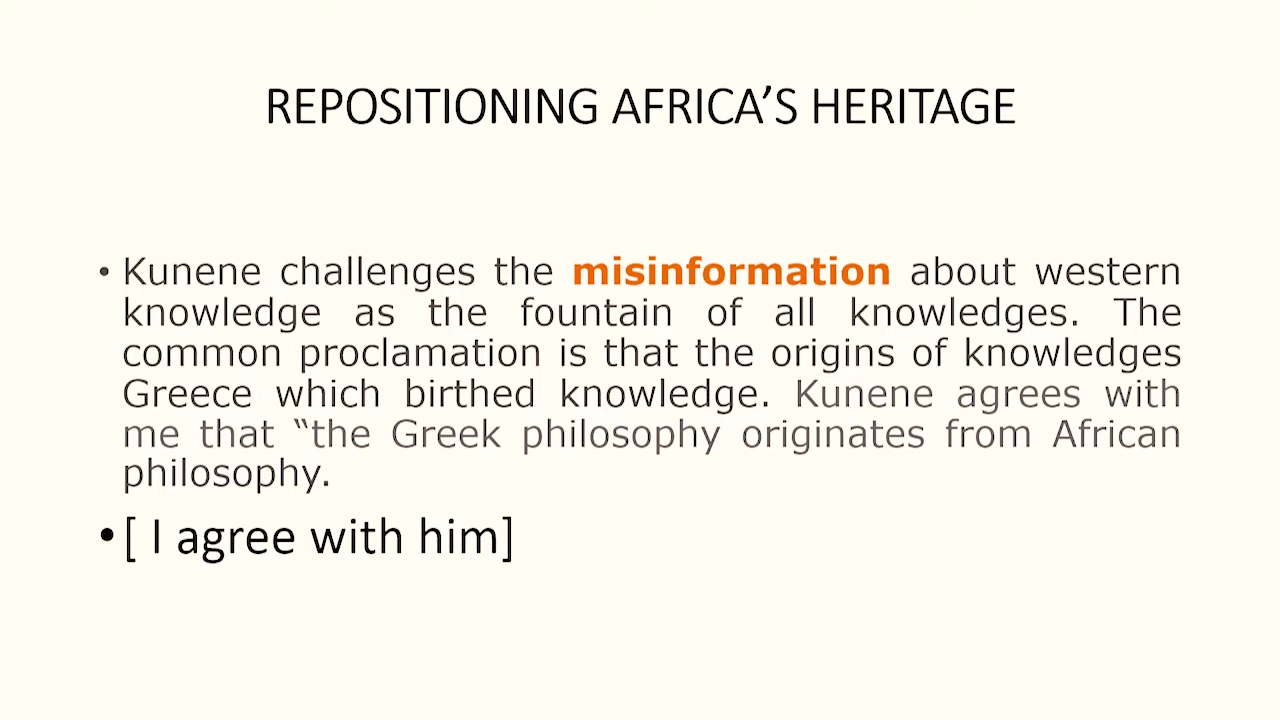 REPOSITIONING AFRICA’S HERITAGE
• Kunene challenges the misinformation about western
knowledge as the fountain of all knowledges. The
common proclamation is that the origins of knowledges
Greece which birthed knowledge. Kunene agrees with
me that “the Greek philosophy originates from African
philosophy.
• [ I agree with him]